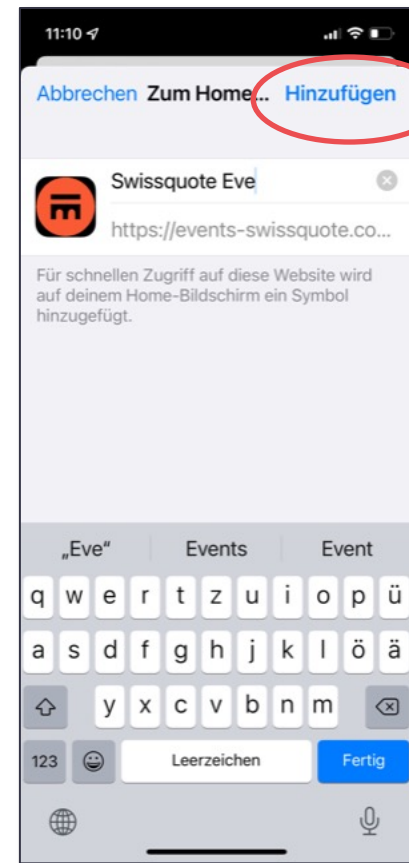 11:10
Abbrechen Zum Home... Hinzufügen
Swissquote Eve
https://events-swissquote.co...
Für schnellen Zugriff auf diese Website wird
auf deinem Home-Bildschirm ein Symbol
hinzugefügt.
„Eve“ Events Event
q w e r t z u i o p ü
a s d f g h j k l ö ä
y x c v b n m
123 Leerzeichen Fertig